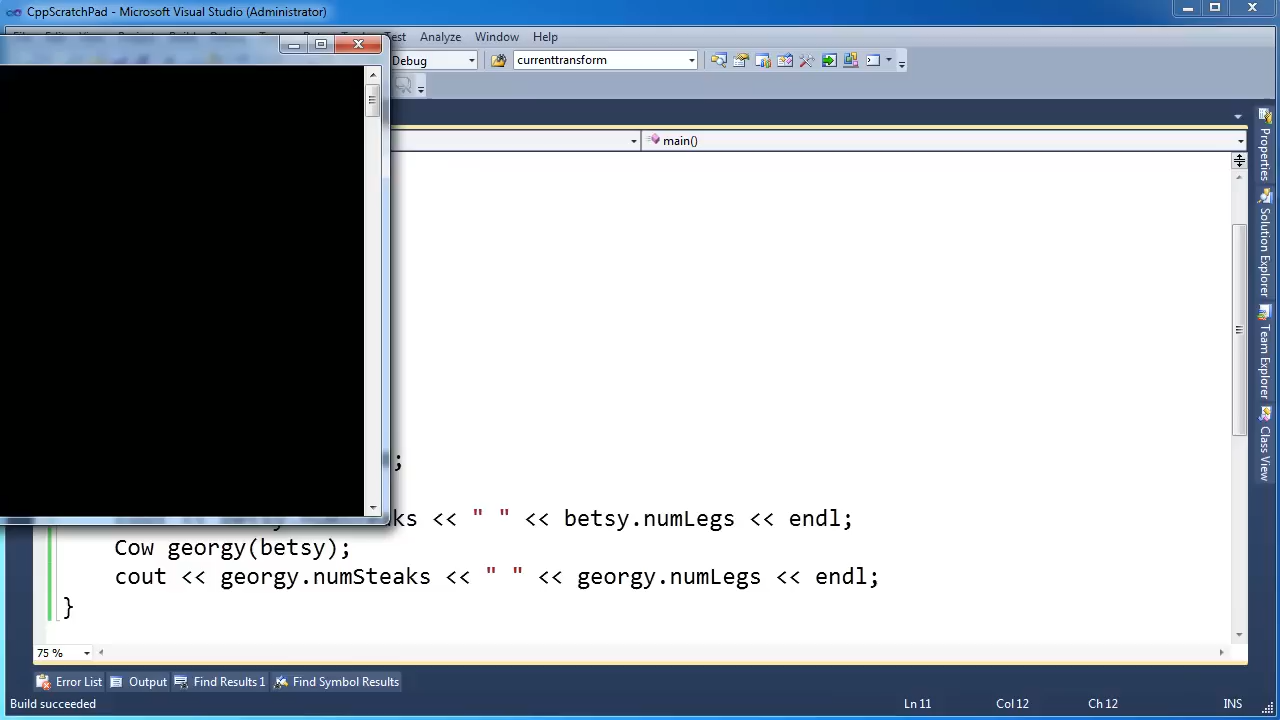 CppScratchPad - Microsoft Visual Studio (Administrator)
Test Analyze Window Help
Debug currenttransform
main()
;
ks << " " << betsy.numLegs << endl;
Cow georgy(betsy);
cout << georgy.numSteaks << " " << georgy.numLegs << endl;
}
75 %
Error List Output Find Results 1 Find Symbol Results
Build succeeded Ln 11 Col 12 Ch 12 INS
Properties
Solution Explorer
Team Explorer
Class View